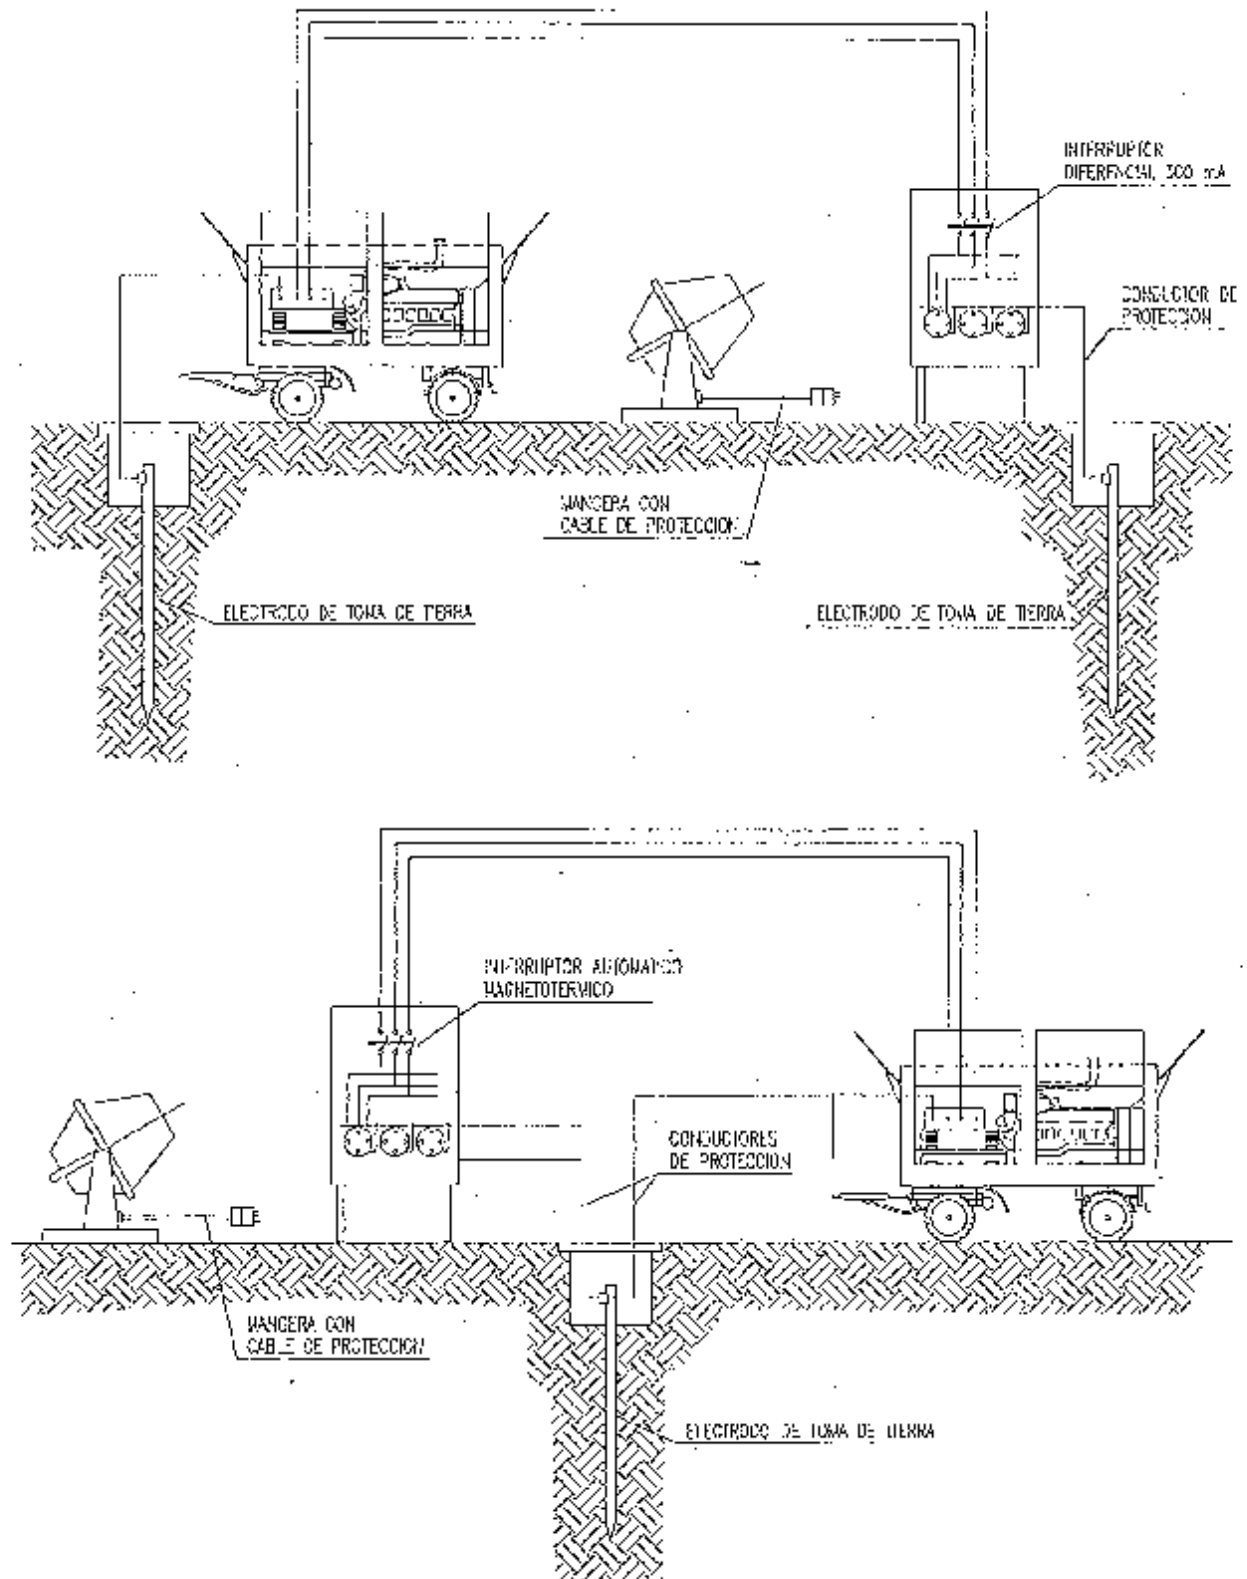 INTERRUPTOR
DIFERENCIAL 300 mA
CONDUCTOR DE
PROTECCION
MANGERA CON
CABLE DE PROTECCION
ELECTRODO DE TOMA DE TIERRA
ELECTRODO DE TOMA DE TIERRA
INTERRUPTOR AUTOMATICO
MAGNETOTERMICO
CONDUCTORES
DE PROTECCION
MANGERA CON
CABLE DE PROTECCION
ELECTRODO DE TOMA DE TIERRA